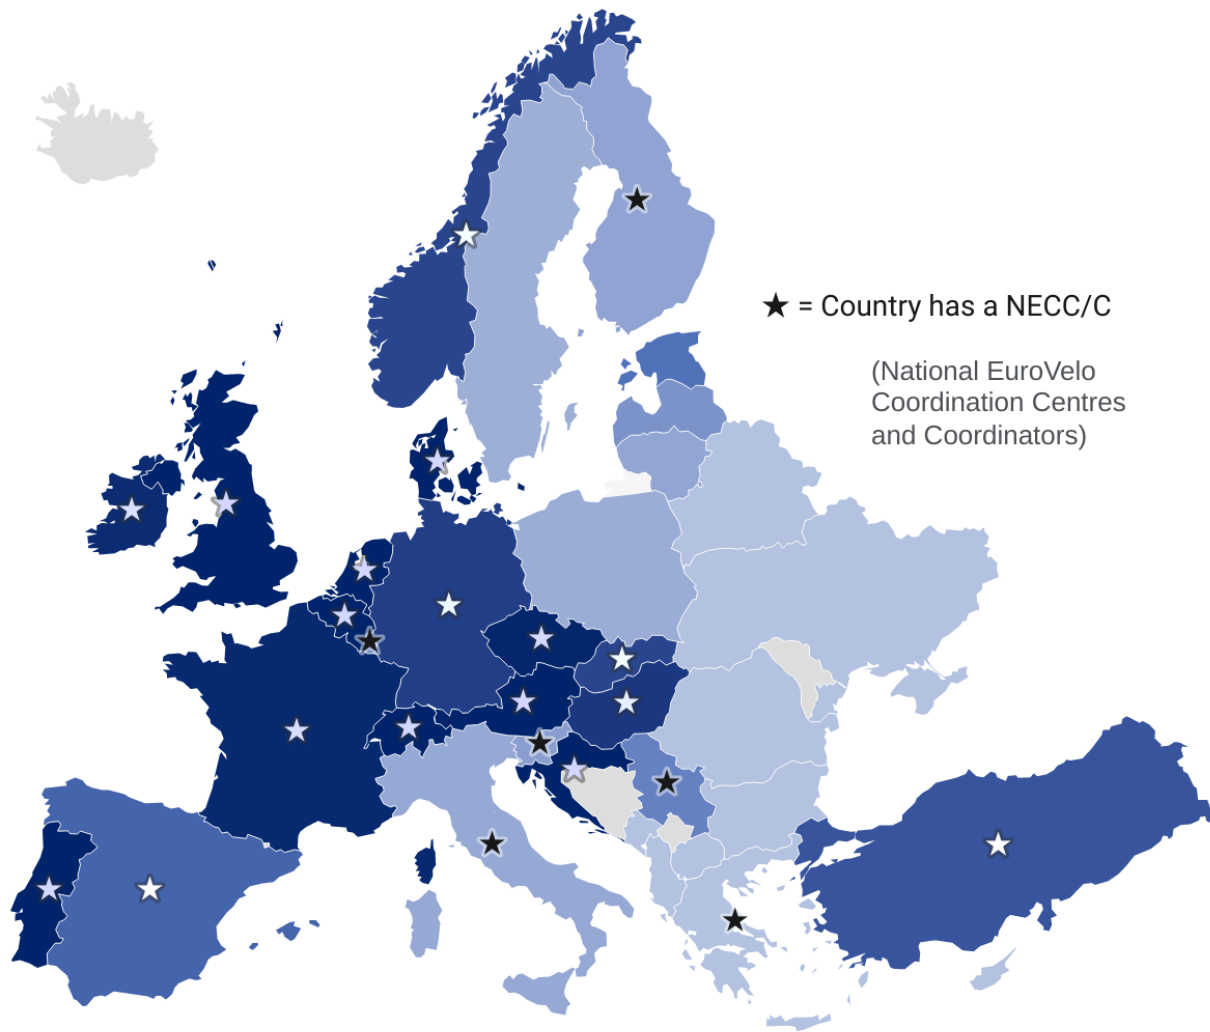 ★ = Country has a NECC/C
(National EuroVelo
Coordination Centres
and Coordinators)